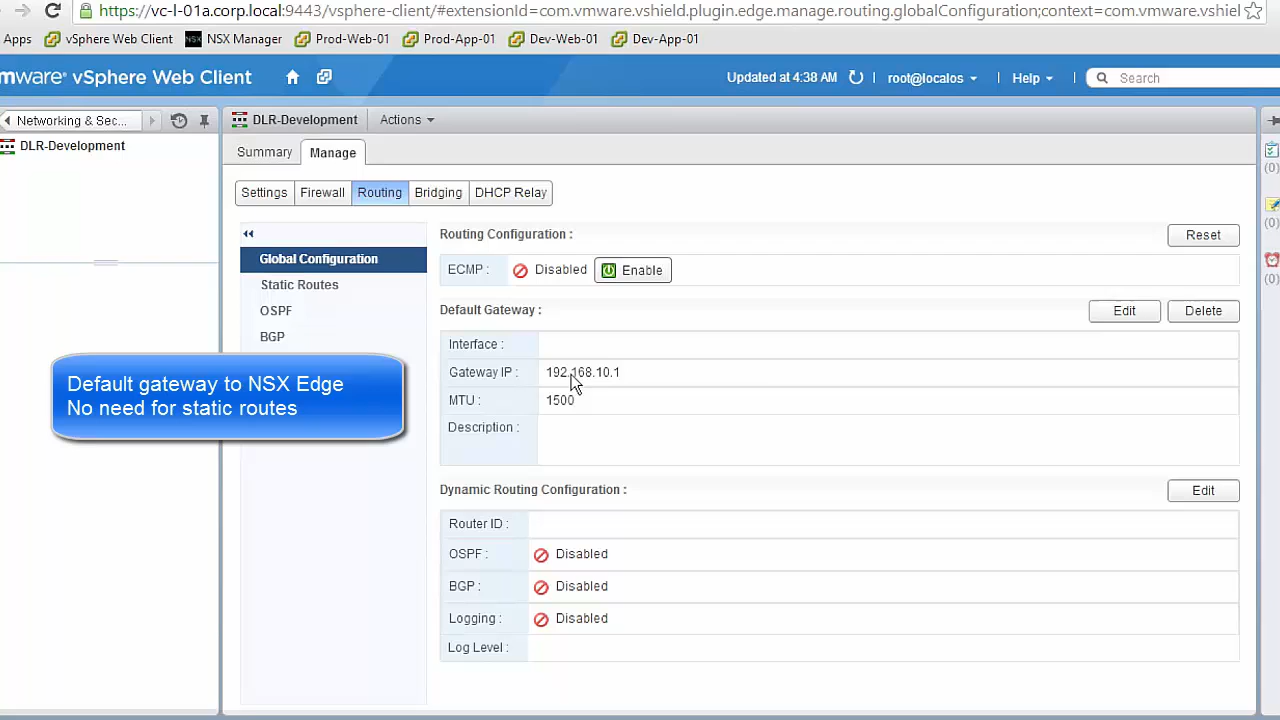 https://vc-l-01a.corp.local:9443/vsphere-client/#extensionId=com.vmware.vshield.plugin.edge.manage.routing.globalConfiguration;context=com.vmware.vshiel
Apps vSphere Web Client NSX Manager Prod-Web-01 Prod-App-01 Dev-Web-01 Dev-App-01
mware® vSphere Web Client Updated at 4:38 AM root@localos Help Search
Networking & Sec... DLR-Development Actions
DLR-Development
Summary Manage
(0)
Settings Firewall Routing Bridging DHCP Relay
(0)
Routing Configuration : Reset
Global Configuration
ECMP : Disabled Enable
(0)
Static Routes
OSPF
Default Gateway : Edit Delete
BGP
Interface :
Default gateway to NSX Edge
No need for static routes
Gateway IP : 192.168.10.1
MTU : 1500
Description :
Dynamic Routing Configuration : Edit
Router ID :
OSPF : Disabled
BGP : Disabled
Logging : Disabled
Log Level :